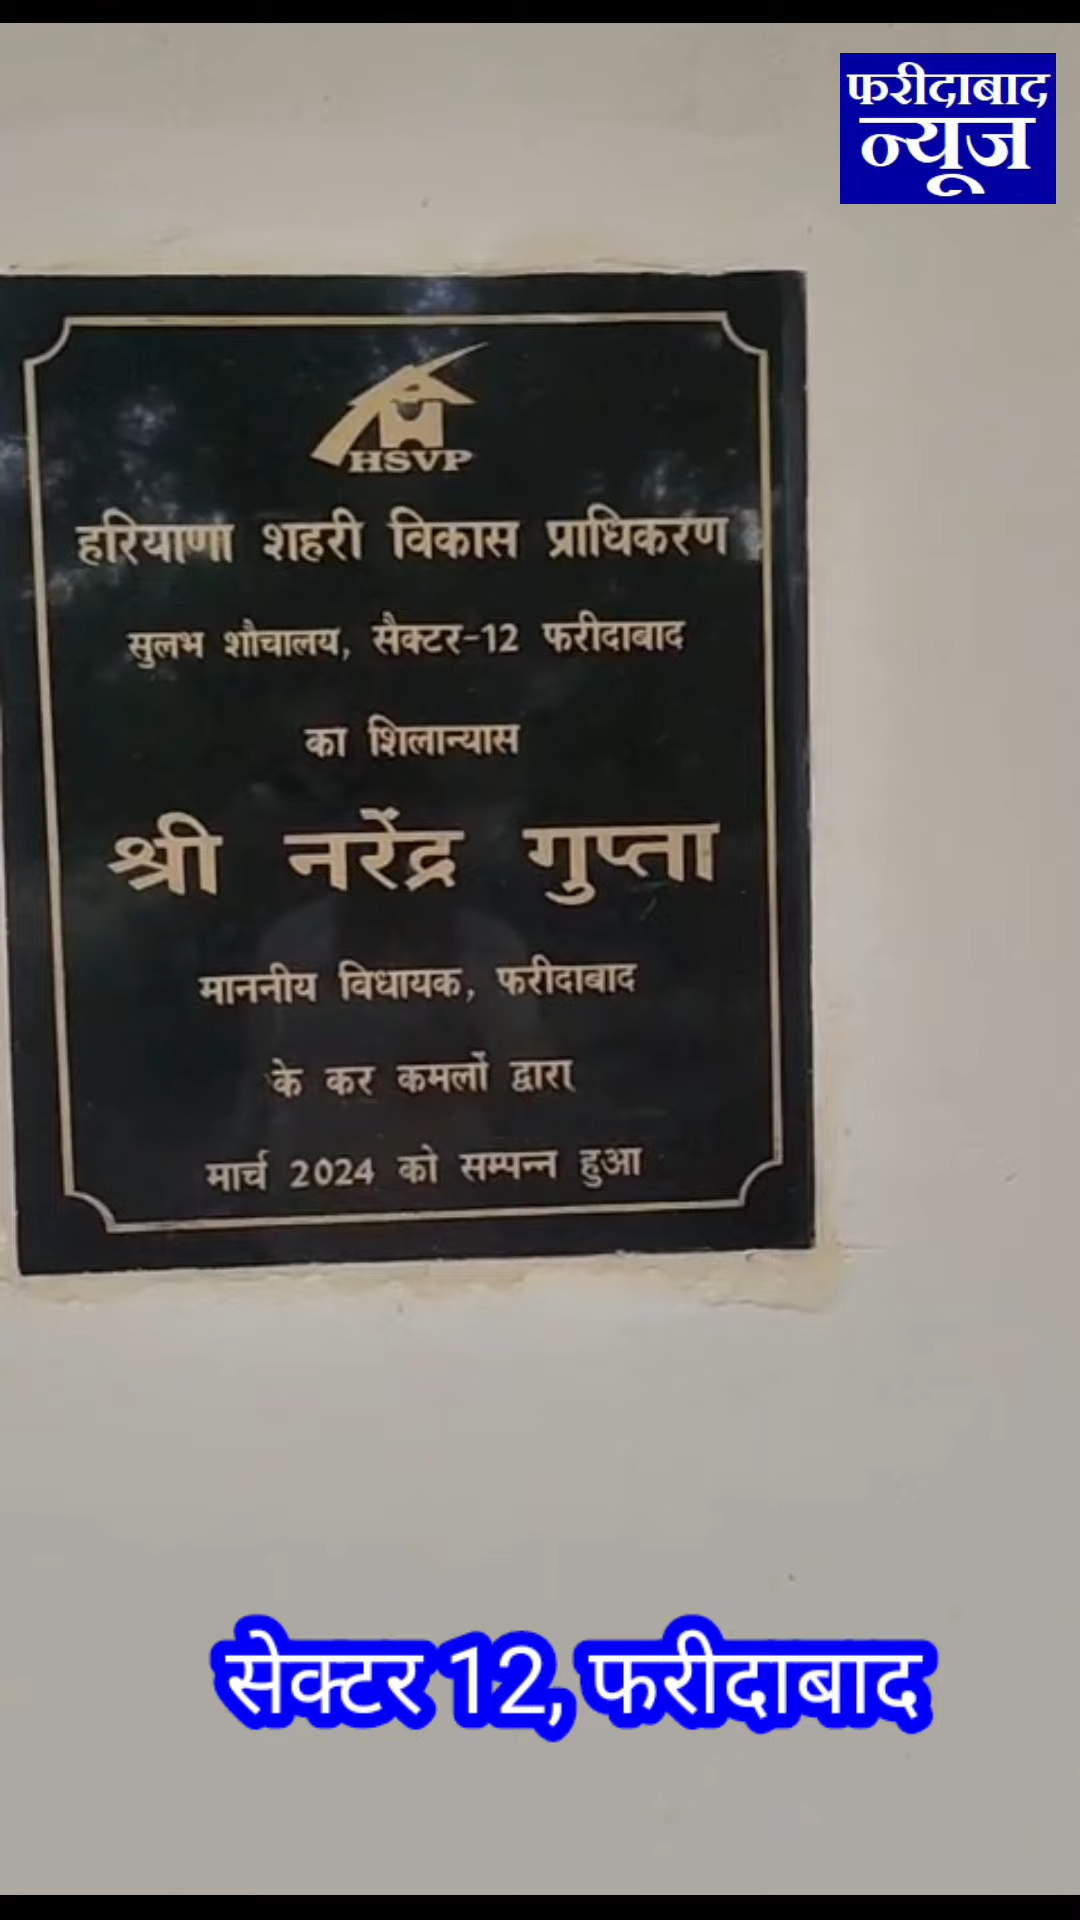 फरीदाबाद
न्यूज
HSVP
हरियाणा शहरी विकास प्राधिकरण
सुलभ शौचालय, सैक्टर-12 फरीदाबाद
का शिलान्यास
श्री नरेंद्र गुप्ता
माननीय विधायक, फरीदाबाद
के कर कमलों द्वारा
मार्च 2024 को सम्पन्न हुआ
सेक्टर 12, फरीदाबाद